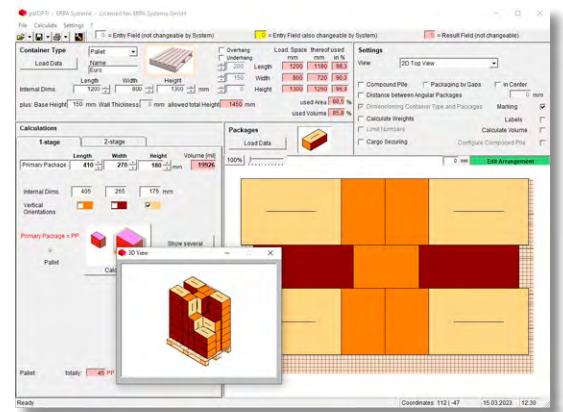 palOPTi - ERPA Systeme - Licensed for ERPA Systeme GmbH
File Calculate Settings ?
0 = Entry Field (not changeable by System)
0 = Entry Field (also changeable by System)
0 = Result Field (not changeable)
Container Type
Pallet
Load Data
Name
Euro
Length Width Height
Internal Dims. 1200 800 1300 mm
plus: Base Height 150 mm Wall Thickness mm allowed total Height 1450 mm
Overhang
Underhang
Load. Space thereof used
mm mm in %
200 Length 1200 1180 98,3
150 Width 800 720 90,0
0 Height 1300 1260 96,9
used Area 88,5 %
used Volume 85,8 %
Settings
View 2D Top View
Compound Pile Packaging by Gaps In Center
Distance between Angular Packages 0 mm
Dimensioning Container Type and Packages Marking
Calculate Weights Labels
Limit Numbers Calculate Volume
Cargo Securing Configure Compound Pile
Calculations
1-stage 2-stage
Length Width Height Volume [ml]
Primary Package 410 270 180 mm 19926
Internal Dims. 405 265 175 mm
Vertical
Orientations
Primary Package = PP
Pallet
Show several
Calc
Packages
Load Data
100%
0 mm Edit Arrangement
3D View
Pallet totally: 45 PP
Ready
Coordinates: 112 | -47 15.03.2023 12:30